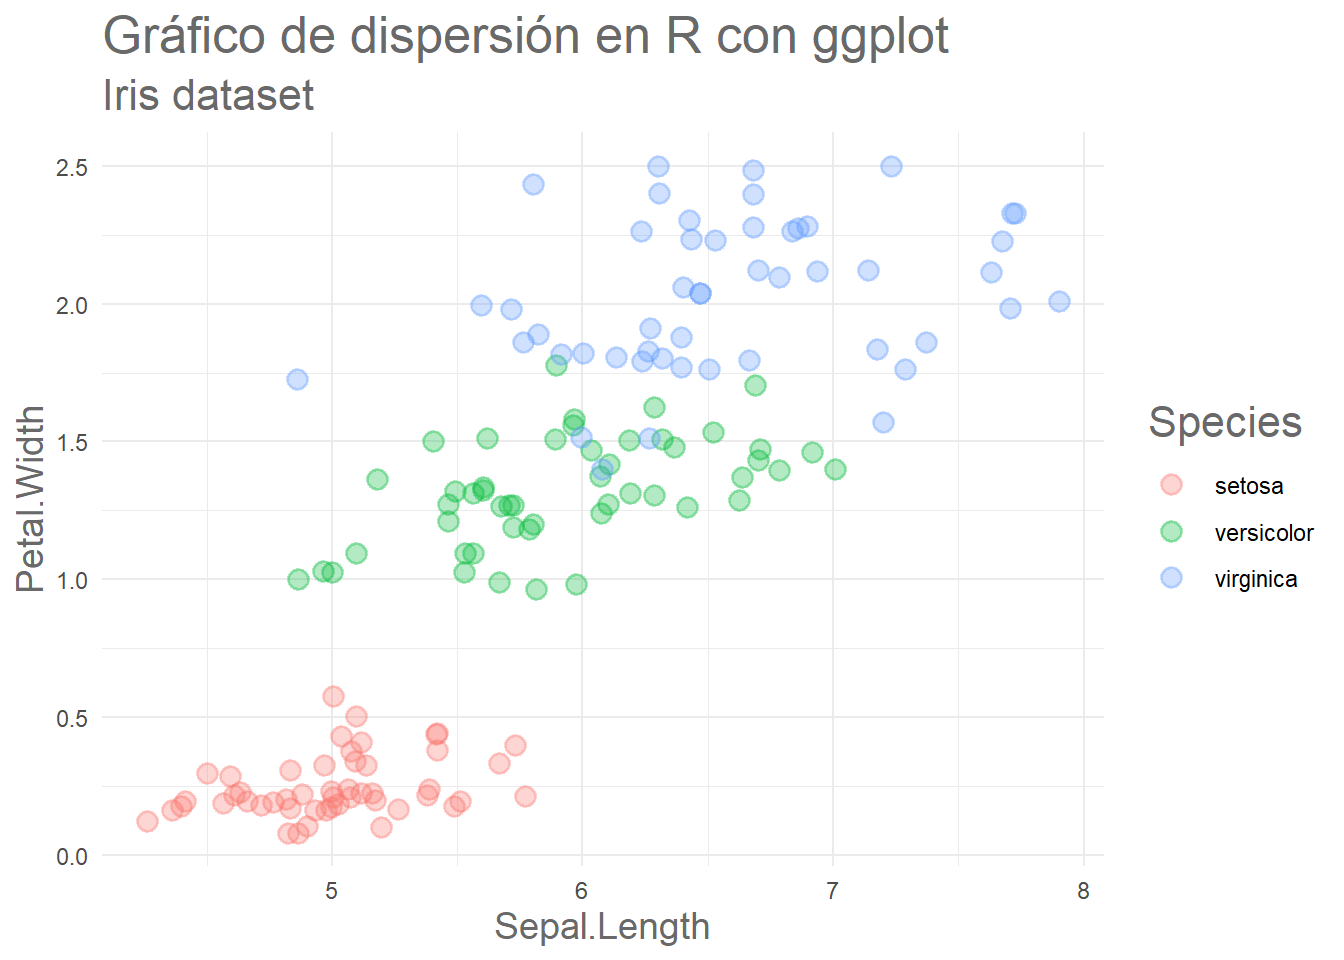 Gráfico de dispersión en R con ggplot
Iris dataset
2.5
2.0
1.5
1.0
0.5
0.0
Petal.Width
5
6
7
8
Sepal.Length
Species
setosa
versicolor
virginica